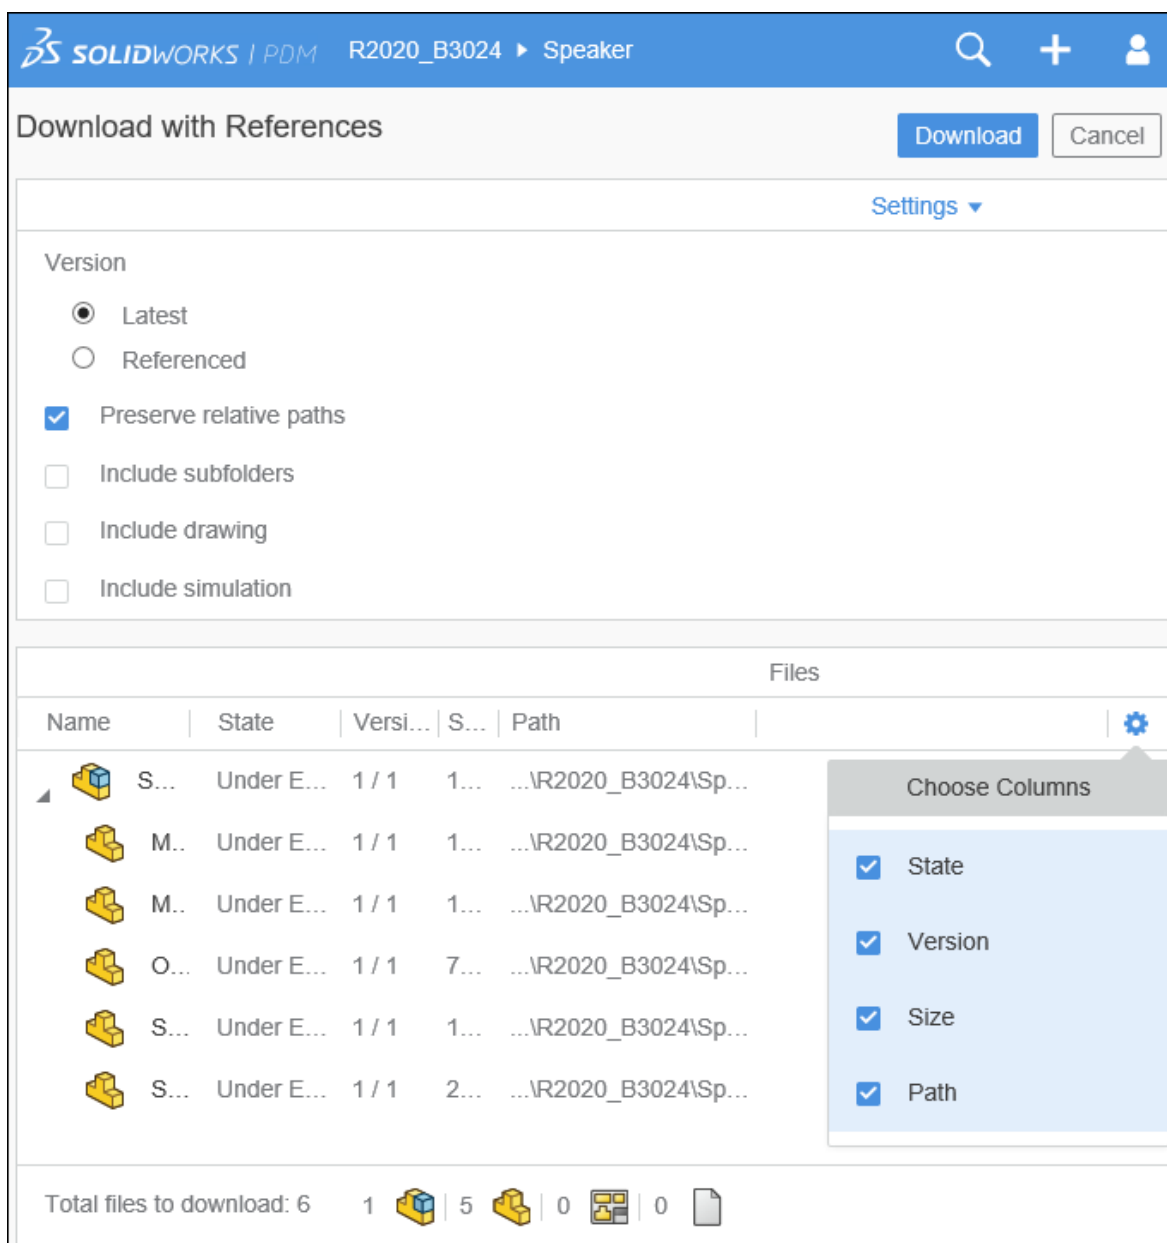 SOLIDWORKS | PDM R2020_B3024 ▸ Speaker
Download with References
Download Cancel
Settings
Version
Latest
Referenced
Preserve relative paths
Include subfolders
Include drawing
Include simulation
Files
Name State Versi... S... Path
S... Under E... 1 / 1 1... ...\R2020_B3024\Sp...
M.. Under E... 1 / 1 1... ...\R2020_B3024\Sp...
M.. Under E... 1 / 1 1... ...\R2020_B3024\Sp...
O... Under E... 1 / 1 7... ...\R2020_B3024\Sp...
S... Under E... 1 / 1 1... ...\R2020_B3024\Sp...
S... Under E... 1 / 1 2... ...\R2020_B3024\Sp...
Choose Columns
State
Version
Size
Path
Total files to download: 6 1 5 0 0